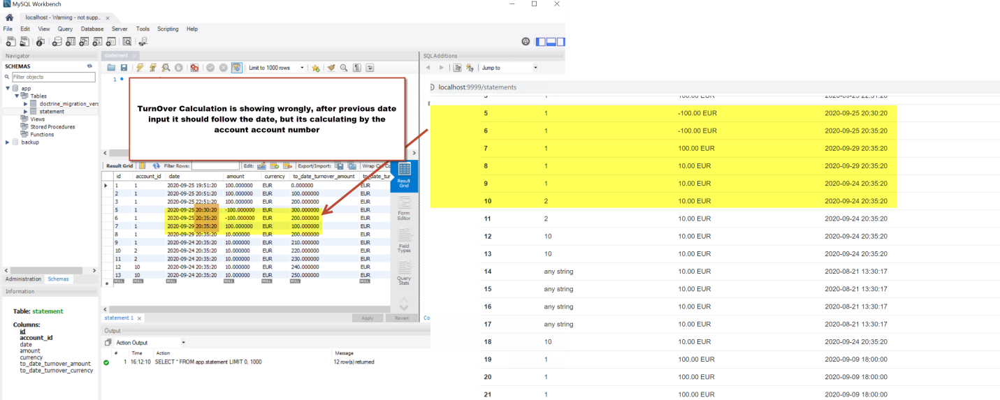 MySQL Workbench
localhost - Warning - not supp...
File Edit View Query Database Server Tools Scripting Help
Navigator
SCHEMAS
Filter objects
app
Tables
doctrine_migration_vers
statement
Views
Stored Procedures
Functions
backup
Administration Schemas
Information
Table: statement
Columns:
id
account_id
date
amount
currency
to_date_turnover_amount
to_date_turnover_currency
statement
Limit to 1000 rows
1
TurnOver Calculation is showing wrongly, after previous date
input it should follow the date, but its calculating by the
account account number
Result Grid Filter Rows: Edit: Export/Import: Wrap Cell Co
id account_id date amount currency to_date_turnover_amount to_date_tur
1 1 2020-09-25 19:51:20 100.000000 EUR 0.000000 EUR
2 1 2020-09-25 20:51:20 100.000000 EUR 100.000000 EUR
3 1 2020-09-25 22:51:20 100.000000 EUR 200.000000 EUR
5 1 2020-09-25 20:30:20 -100.000000 EUR 300.000000 EUR
6 1 2020-09-25 20:35:20 -100.000000 EUR 200.000000 EUR
7 1 2020-09-29 20:35:20 100.000000 EUR 100.000000 EUR
8 1 2020-09-29 20:35:20 10.000000 EUR 200.000000 EUR
9 1 2020-09-24 20:35:20 10.000000 EUR 210.000000 EUR
10 2 2020-09-24 20:35:20 10.000000 EUR 220.000000 EUR
11 2 2020-09-24 20:35:20 10.000000 EUR 230.000000 EUR
12 10 2020-09-24 20:35:20 10.000000 EUR 240.000000 EUR
13 10 2020-09-24 20:35:20 10.000000 EUR 250.000000 EUR
NULL NULL NULL NULL NULL NULL NULL
Result
Grid
Form
Editor
Field
Types
Query
Stats
statement 1 Apply Revert Co
Output
Action Output
# Time Action Message
1 16:12:10 SELECT * FROM app.statement LIMIT 0, 1000 12 row(s) returned
SQLAdditions
Jump to
localhost:9999/statements
3 1 100.00 EUR 2020-09-25 22:51:20
5 1 -100.00 EUR 2020-09-25 20:30:20
6 1 -100.00 EUR 2020-09-25 20:35:20
7 1 100.00 EUR 2020-09-29 20:35:20
8 1 10.00 EUR 2020-09-29 20:35:20
9 1 10.00 EUR 2020-09-24 20:35:20
10 2 10.00 EUR 2020-09-24 20:35:20
11 2 10.00 EUR 2020-09-24 20:35:20
12 10 10.00 EUR 2020-09-24 20:35:20
13 10 10.00 EUR 2020-09-24 20:35:20
14 any string 10.00 EUR 2020-08-21 13:30:17
15 any string 10.00 EUR 2020-08-21 13:30:17
16 any string 10.00 EUR 2020-08-21 13:30:17
17 any string 10.00 EUR 2020-08-21 13:30:17
18 10 10.00 EUR 2020-09-24 20:35:20
19 1 100.00 EUR 2020-09-09 18:00:00
20 1 100.00 EUR 2020-09-09 18:00:00
21 1 100.00 EUR 2020-09-09 18:00:00